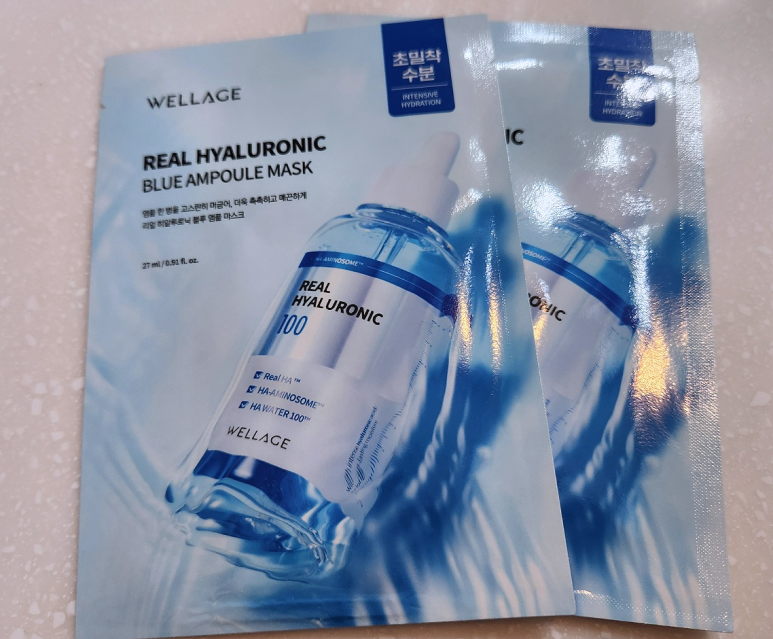 WELLAGE
초밀착
수분
INTENSIVE
HYDRATION
REAL HYALURONIC
BLUE AMPOULE MASK
앰플 한 병을 고스란히 머금어, 더욱 촉촉하고 매끈하게
리얼 히알루로닉 블루 앰플 마스크
27 ml / 0.91 fl. oz.
HA-AMINOSOME™
REAL
HYALURONIC
100
Real HA™
HA-AMINOSOME™
HA WATER 100™
WELLAGE
초밀착
수분
INTENSIVE
HYDRATION
IC
RONIC